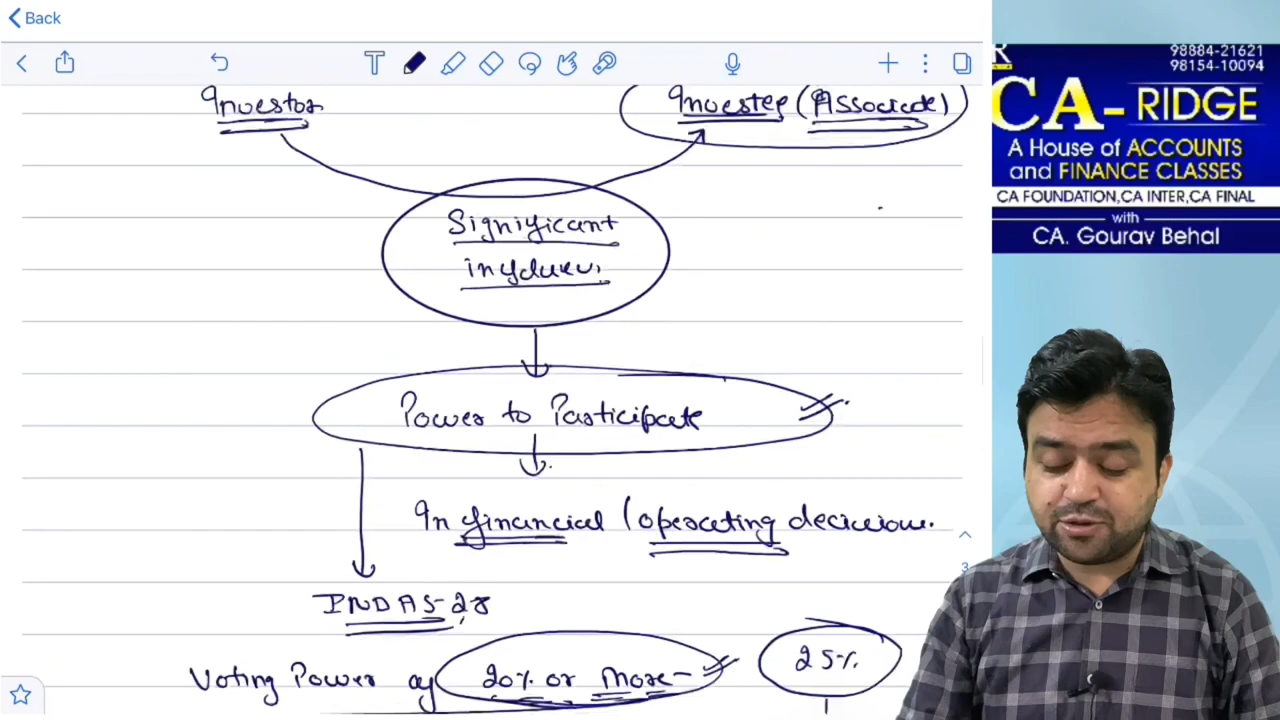 Back
Investor
Investee (Associate)
Significant
influence
Power to Participate
In financial / operating decisions.
INDAS-28
Voting Power of 20% or More-
25%
3
R
98884-21621
98154-10094
CA-RIDGE
A House of ACCOUNTS
and FINANCE CLASSES
CA FOUNDATION,CA INTER,CA FINAL
with
CA. Gourav Behal